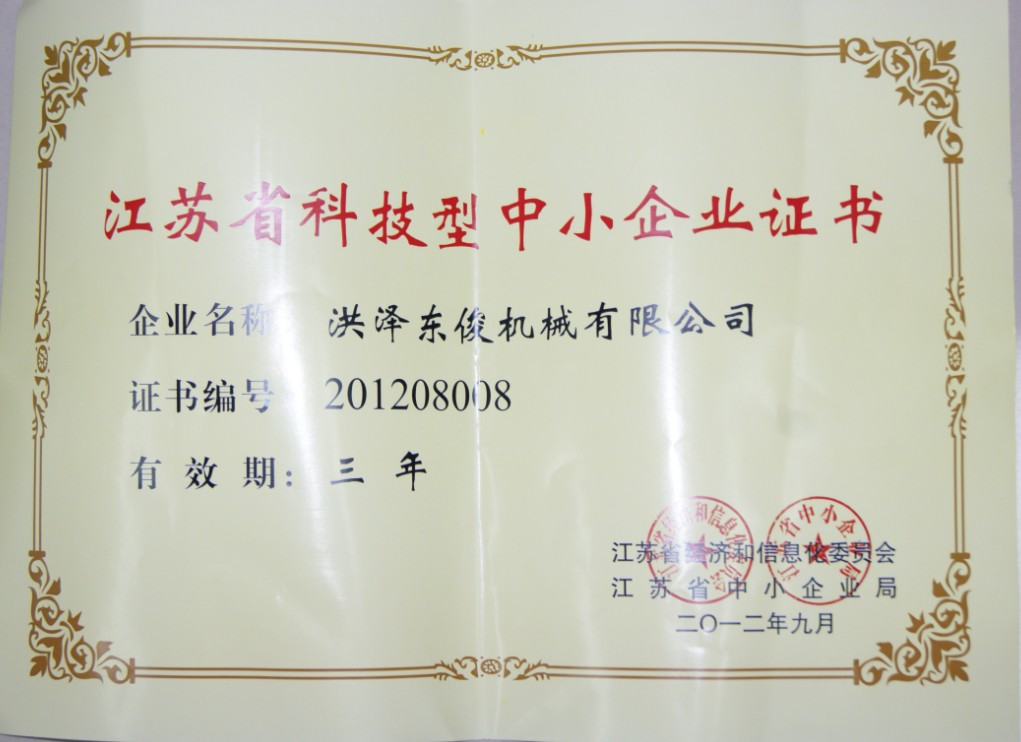 江苏省科技型中小企业证书
企业名称: 洪泽东俊机械有限公司
证书编号: 201208008
有效期: 三年
江苏省经济和信息化委员会
江苏省中小企业局
二〇一二年九月